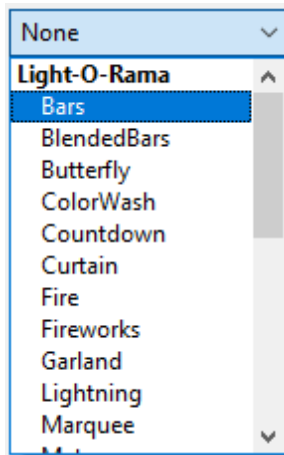 None
Light-O-Rama
Bars
BlendedBars
Butterfly
ColorWash
Countdown
Curtain
Fire
Fireworks
Garland
Lightning
Marquee